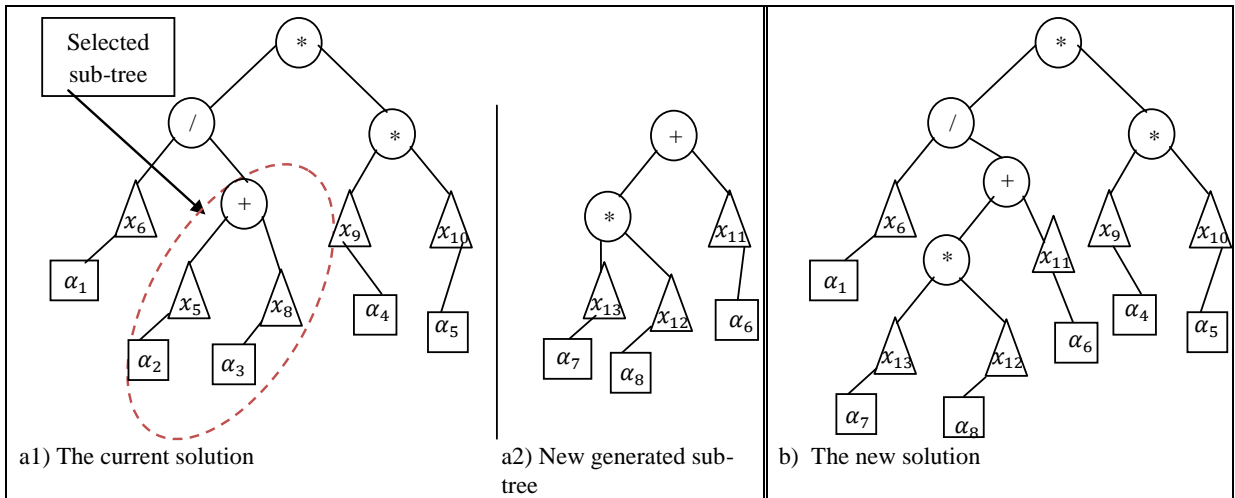 Selected
sub-tree
*
/
*
+
x₆
x₉
x₁₀
α₁
x₅
x₈
α₄
α₅
α₂
α₃
a1) The current solution
+
*
x₁₁
x₁₃
x₁₂
α₆
α₇
α₈
a2) New generated sub-
tree
*
/
*
+
x₆
x₁₁
x₉
x₁₀
*
α₁
α₄
α₅
α₆
x₁₃
x₁₂
α₇
α₈
b) The new solution